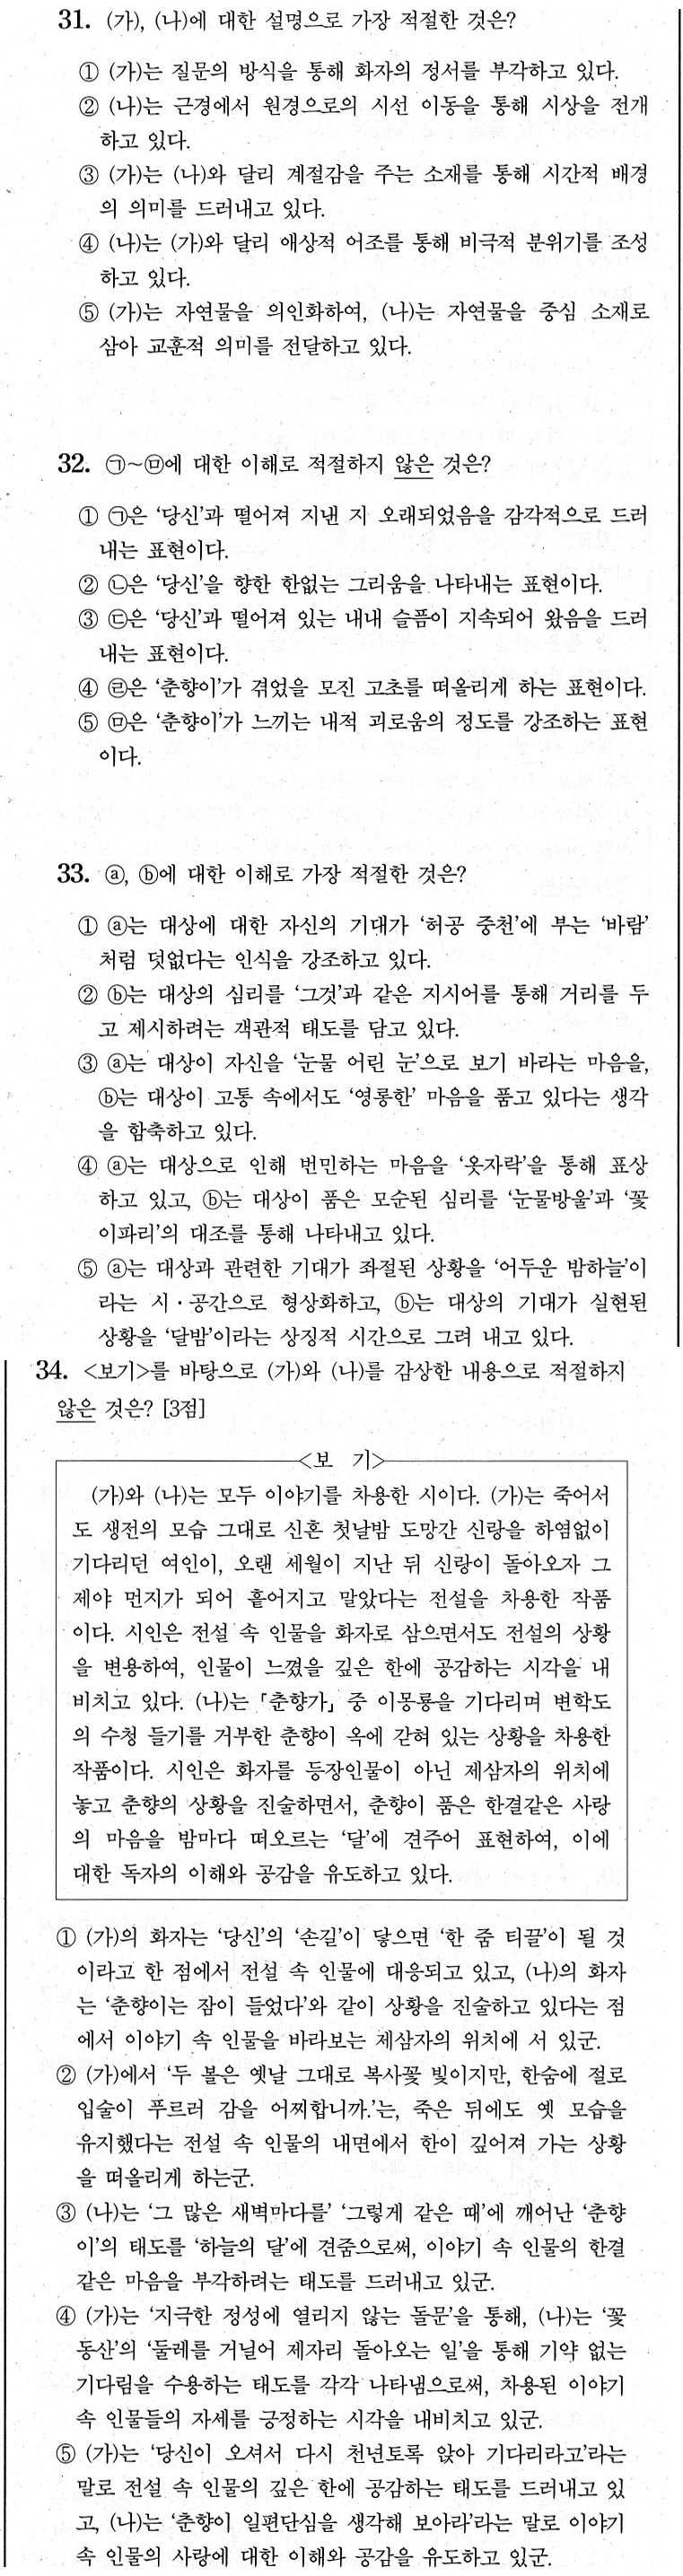 31. (가), (나)에 대한 설명으로 가장 적절한 것은?
① (가)는 질문의 방식을 통해 화자의 정서를 부각하고 있다.
② (나)는 근경에서 원경으로의 시선 이동을 통해 시상을 전개
하고 있다.
③ (가)는 (나)와 달리 계절감을 주는 소재를 통해 시간적 배경
의 의미를 드러내고 있다.
④ (나)는 (가)와 달리 애상적 어조를 통해 비극적 분위기를 조성
하고 있다.
⑤ (가)는 자연물을 의인화하여, (나)는 자연물을 중심 소재로
삼아 교훈적 의미를 전달하고 있다.
32. ㉠~㉤에 대한 이해로 적절하지 않은 것은?
① ㉠은 ‘당신’과 떨어져 지낸 지 오래되었음을 감각적으로 드러
내는 표현이다.
② ㉡은 ‘당신’을 향한 한없는 그리움을 나타내는 표현이다.
③ ㉢은 ‘당신’과 떨어져 있는 내내 슬픔이 지속되어 왔음을 드러
내는 표현이다.
④ ㉣은 ‘춘향이’가 겪었을 모진 고초를 떠올리게 하는 표현이다.
⑤ ㉤은 ‘춘향이’가 느끼는 내적 괴로움의 정도를 강조하는 표현
이다.
33. ⓐ, ⓑ에 대한 이해로 가장 적절한 것은?
① ⓐ는 대상에 대한 자신의 기대가 ‘허공 중천’에 부는 ‘바람’
처럼 덧없다는 인식을 강조하고 있다.
② ⓑ는 대상의 심리를 ‘그것’과 같은 지시어를 통해 거리를 두
고 제시하려는 객관적 태도를 담고 있다.
③ ⓐ는 대상이 자신을 ‘눈물 어린 눈’으로 보기 바라는 마음을,
ⓑ는 대상이 고통 속에서도 ‘영롱한’ 마음을 품고 있다는 생각
을 함축하고 있다.
④ ⓐ는 대상으로 인해 번민하는 마음을 ‘옷자락’을 통해 표상
하고 있고, ⓑ는 대상이 품은 모순된 심리를 ‘눈물방울’과 ‘꽃
이파리’의 대조를 통해 나타내고 있다.
⑤ ⓐ는 대상과 관련한 기대가 좌절된 상황을 ‘어두운 밤하늘’이
라는 시·공간으로 형상화하고, ⓑ는 대상의 기대가 실현된
상황을 ‘달밤’이라는 상징적 시간으로 그려 내고 있다.
34. <보기>를 바탕으로 (가)와 (나)를 감상한 내용으로 적절하지
않은 것은? [3점]
<보 기>
(가)와 (나)는 모두 이야기를 차용한 시이다. (가)는 죽어서
도 생전의 모습 그대로 신혼 첫날밤 도망간 신랑을 하염없이
기다리던 여인이, 오랜 세월이 지난 뒤 신랑이 돌아오자 그
제야 먼지가 되어 흩어지고 말았다는 전설을 차용한 작품
이다. 시인은 전설 속 인물을 화자로 삼으면서도 전설의 상황
을 변용하여, 인물이 느꼈을 깊은 한에 공감하는 시각을 내
비치고 있다. (나)는 「춘향가」 중 이몽룡을 기다리며 변학도
의 수청 들기를 거부한 춘향이 옥에 갇혀 있는 상황을 차용한
작품이다. 시인은 화자를 등장인물이 아닌 제삼자의 위치에
놓고 춘향의 상황을 진술하면서, 춘향이 품은 한결같은 사랑
의 마음을 밤마다 떠오르는 ‘달’에 견주어 표현하여, 이에
대한 독자의 이해와 공감을 유도하고 있다.
① (가)의 화자는 ‘당신’의 ‘손길’이 닿으면 ‘한 줌 티끌’이 될 것
이라고 한 점에서 전설 속 인물에 대응되고 있고, (나)의 화자
는 ‘춘향이는 잠이 들었다’와 같이 상황을 진술하고 있다는 점
에서 이야기 속 인물을 바라보는 제삼자의 위치에 서 있군.
② (가)에서 ‘두 볼은 옛날 그대로 복사꽃 빛이지만, 한숨에 절로
입술이 푸르러 감을 어찌합니까.’는, 죽은 뒤에도 옛 모습을
유지했다는 전설 속 인물의 내면에서 한이 깊어져 가는 상황
을 떠올리게 하는군.
③ (나)는 ‘그 많은 새벽마다를’ ‘그렇게 같은 때’에 깨어난 ‘춘향
이’의 태도를 ‘하늘의 달’에 견줌으로써, 이야기 속 인물의 한결
같은 마음을 부각하려는 태도를 드러내고 있군.
④ (가)는 ‘지극한 정성에 열리지 않는 돌문’을 통해, (나)는 ‘꽃
동산’의 ‘둘레를 거닐어 제자리 돌아오는 일’을 통해 기약 없는
기다림을 수용하는 태도를 각각 나타냄으로써, 차용된 이야기
속 인물들의 자세를 긍정하는 시각을 내비치고 있군.
⑤ (가)는 ‘당신이 오셔서 다시 천년토록 앉아 기다리라고’라는
말로 전설 속 인물의 깊은 한에 공감하는 태도를 드러내고 있
고, (나)는 ‘춘향이 일편단심을 생각해 보아라’라는 말로 이야기
속 인물의 사랑에 대한 이해와 공감을 유도하고 있군.